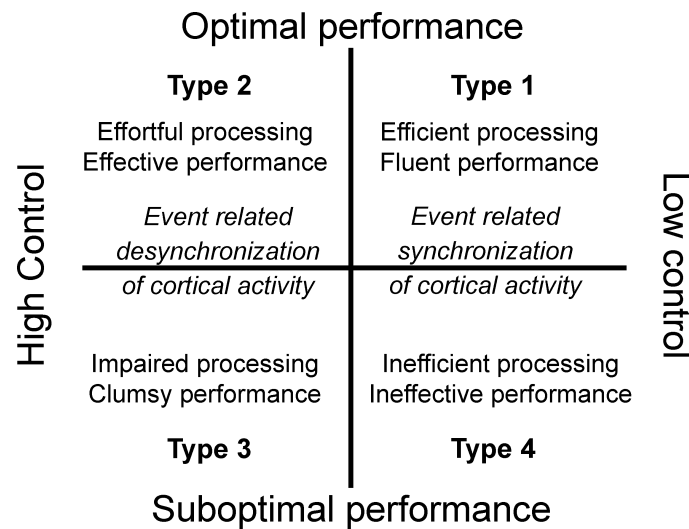 Optimal performance
Type 2
Type 1
Effortful processing
Effective performance
Efficient processing
Fluent performance
High Control
Low control
Event related
desynchronization
of cortical activity
Event related
synchronization
of cortical activity
Impaired processing
Clumsy performance
Inefficient processing
Ineffective performance
Type 3
Type 4
Suboptimal performance